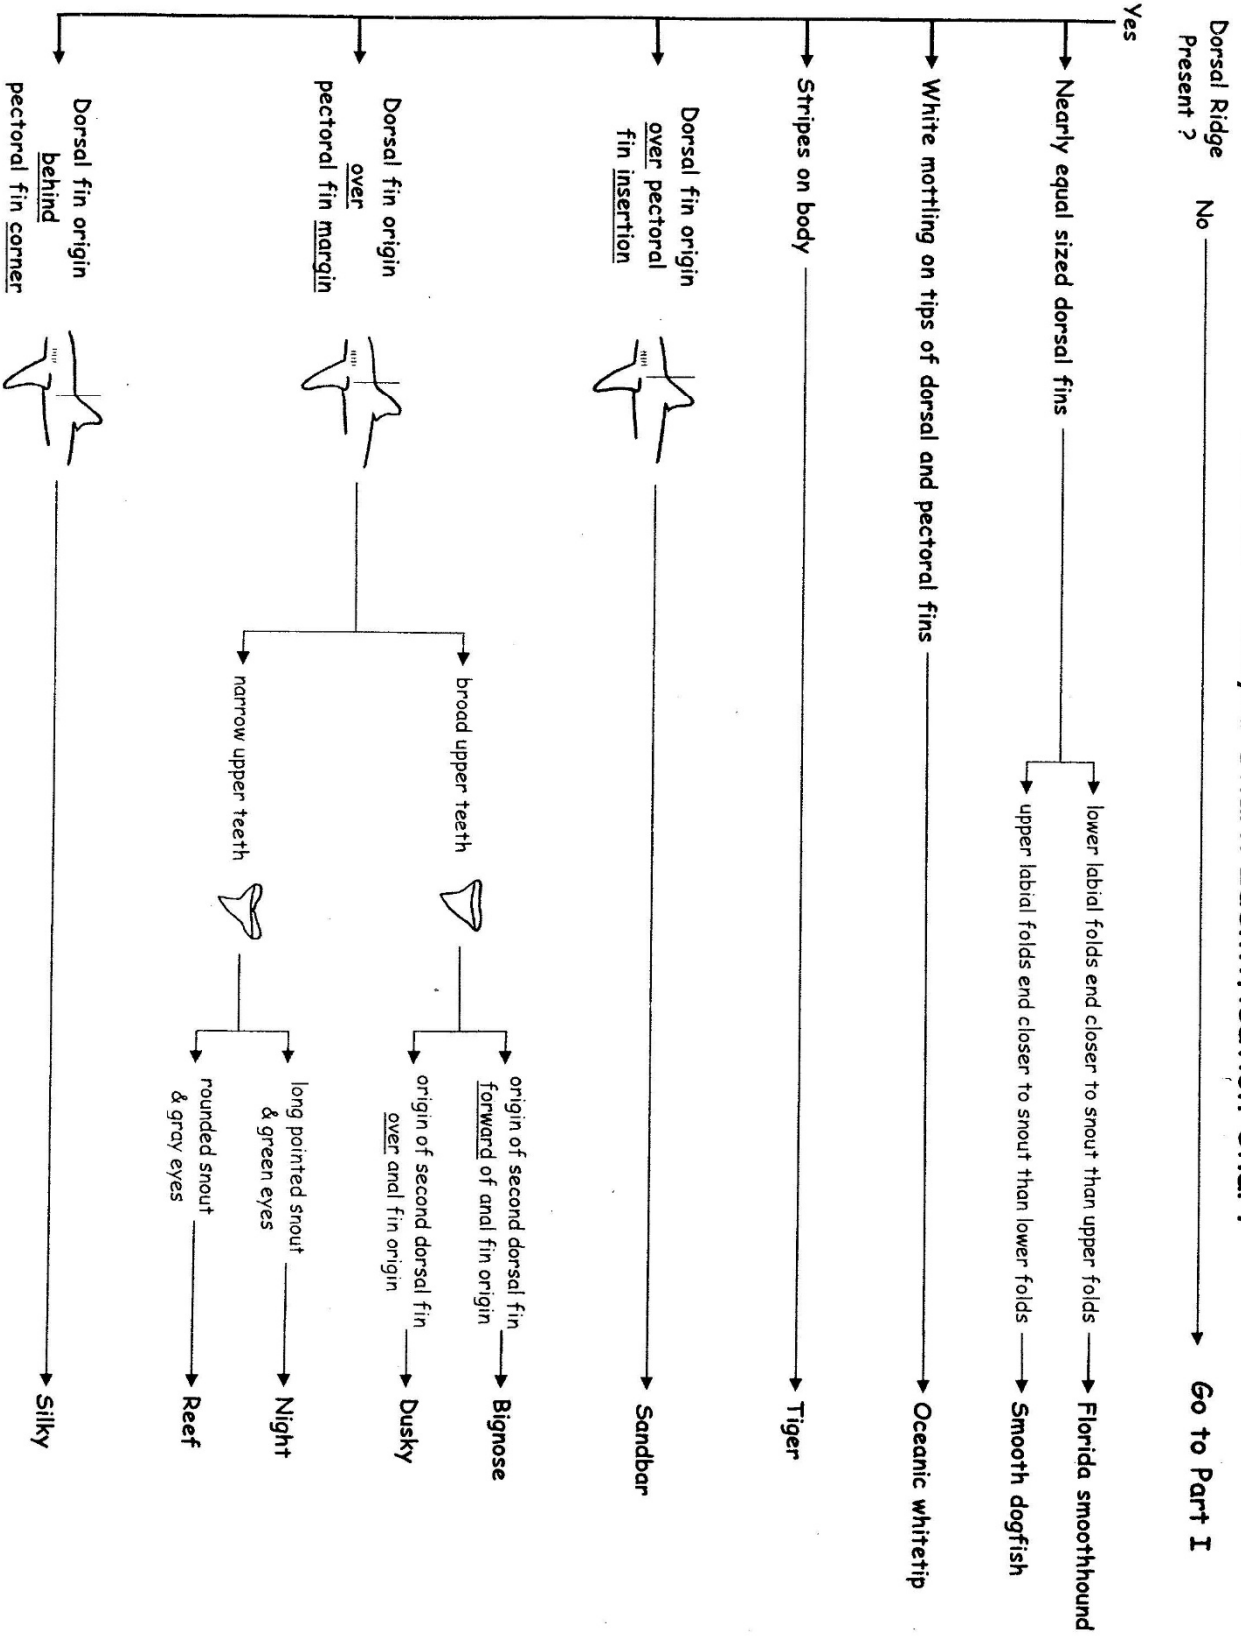 Dorsal Ridge
Present ?
No
Go to Part I
Yes
Nearly equal sized dorsal fins
lower labial folds end closer to snout than upper folds
Florida smoothhound
upper labial folds end closer to snout than lower folds
Smooth dogfish
White mottling on tips of dorsal and pectoral fins
Oceanic whitetip
Stripes on body
Tiger
Dorsal fin origin
over pectoral
fin insertion
Sandbar
Dorsal fin origin
over
pectoral fin margin
broad upper teeth
origin of second dorsal fin
forward of anal fin origin
Bignose
origin of second dorsal fin
over anal fin origin
Dusky
narrow upper teeth
long pointed snout
& green eyes
Night
rounded snout
& gray eyes
Reef
Dorsal fin origin
behind
pectoral fin corner
Silky